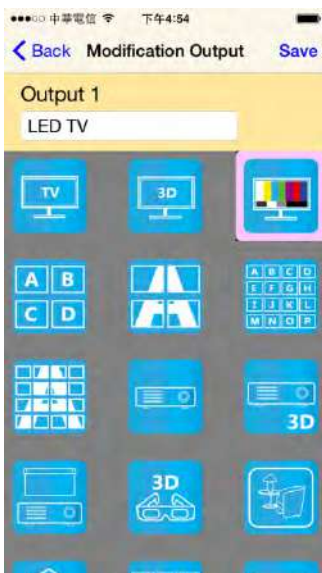 中華電信 下午4:54
Back Modification Output Save
Output 1
LED TV
TV 3D
A B
C D
A B C D
E F G H
I J K L
M N O P
3D
3D